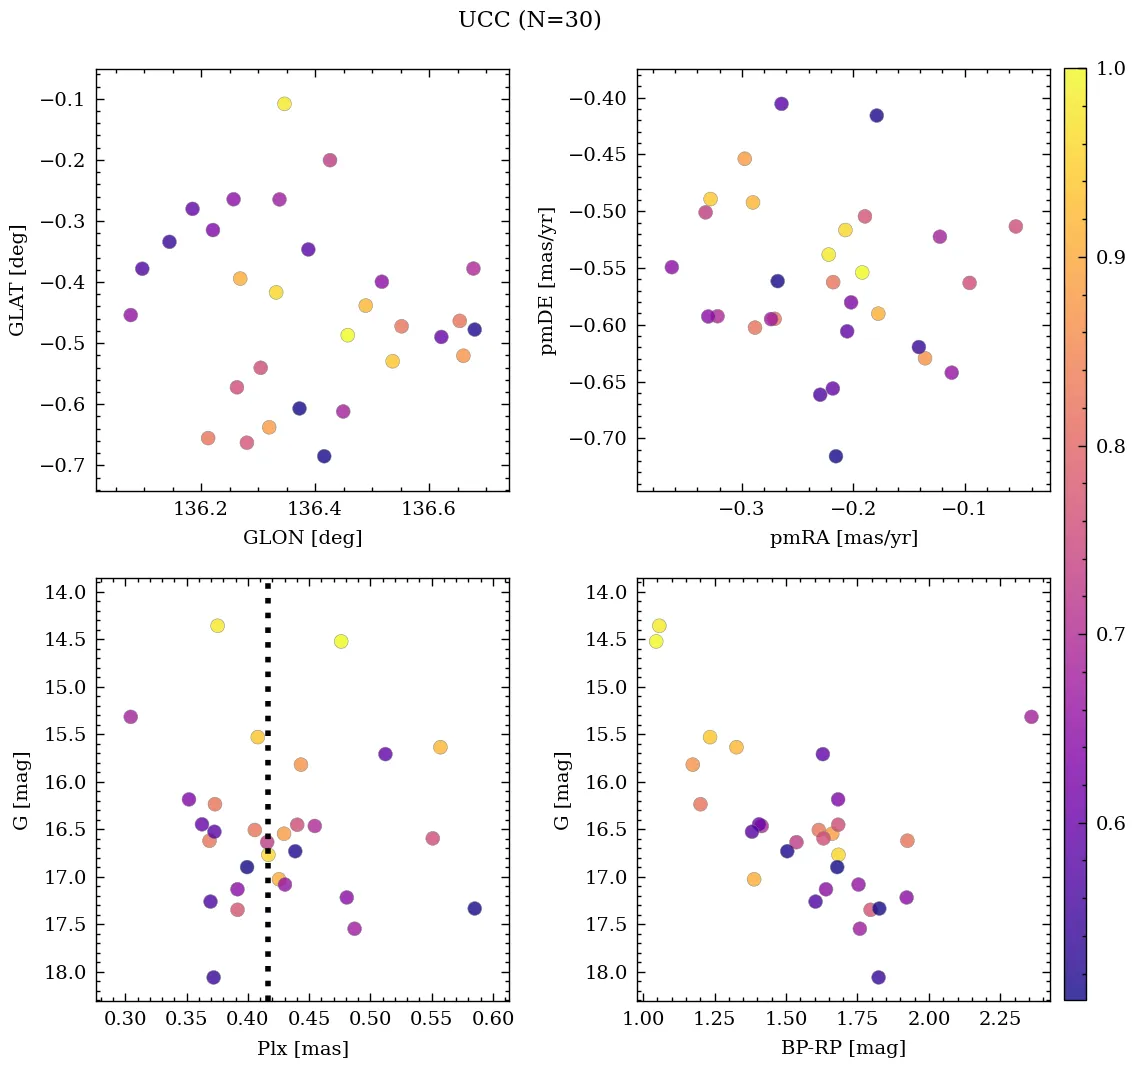 UCC (N=30)
−0.1
−0.2
−0.3
−0.4
−0.5
−0.6
−0.7
GLAT [deg]
136.2 136.4 136.6
GLON [deg]
−0.40
−0.45
−0.50
−0.55
−0.60
−0.65
−0.70
pmDE [mas/yr]
−0.3 −0.2 −0.1
pmRA [mas/yr]
1.0
0.9
0.8
0.7
0.6
14.0
14.5
15.0
15.5
16.0
16.5
17.0
17.5
18.0
G [mag]
0.30 0.35 0.40 0.45 0.50 0.55 0.60
Plx [mas]
14.0
14.5
15.0
15.5
16.0
16.5
17.0
17.5
18.0
G [mag]
1.00 1.25 1.50 1.75 2.00 2.25
BP-RP [mag]